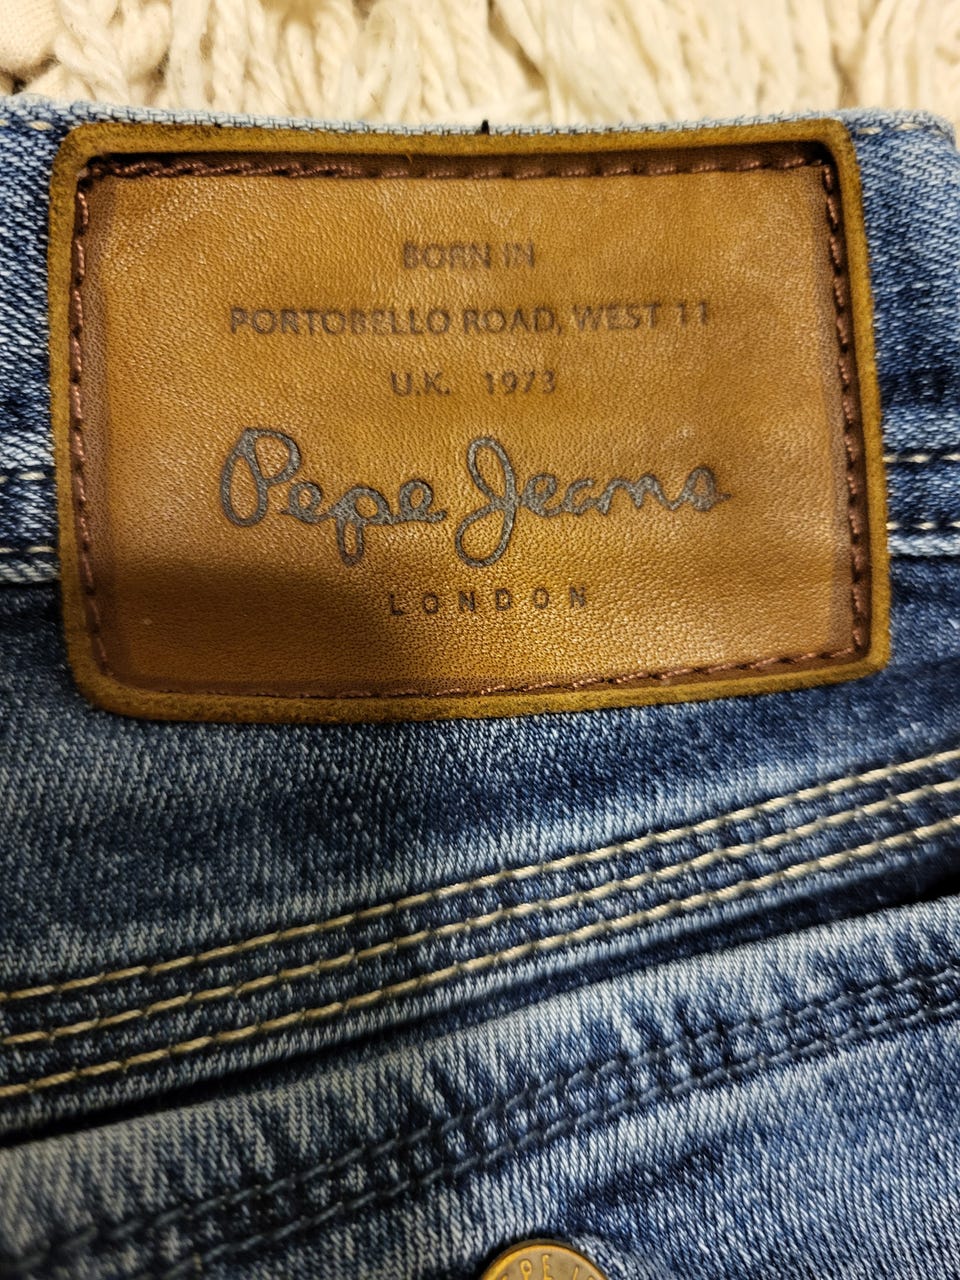 BORN IN
PORTOBELLO ROAD, WEST 11
U.K. 1973
Pepe Jeans
LONDON